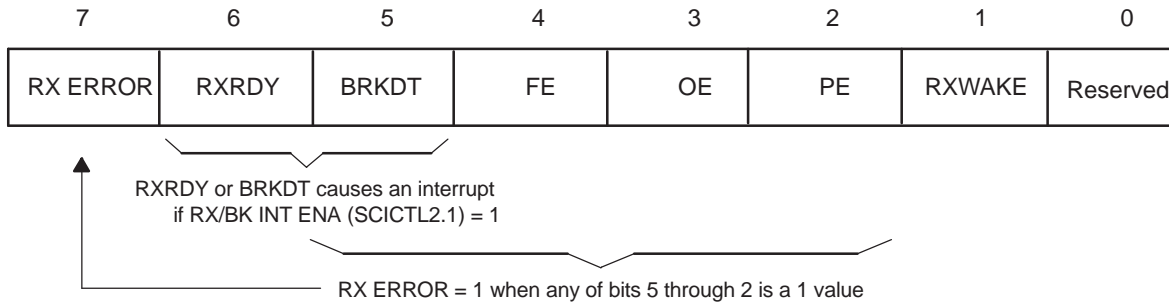 7 6 5 4 3 2 1 0
RX ERROR RXRDY BRKDT FE OE PE RXWAKE Reserved
RXRDY or BRKDT causes an interrupt
if RX/BK INT ENA (SCICTL2.1) = 1
RX ERROR = 1 when any of bits 5 through 2 is a 1 value